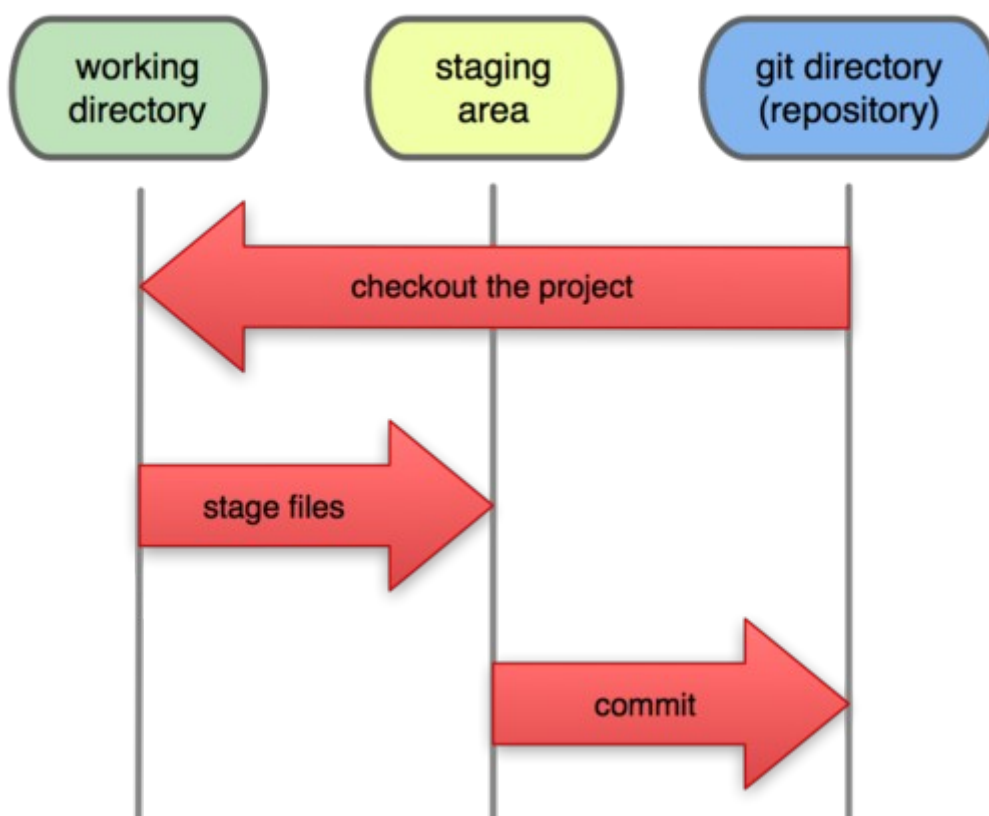 working
directory
staging
area
git directory
(repository)
checkout the project
stage files
commit